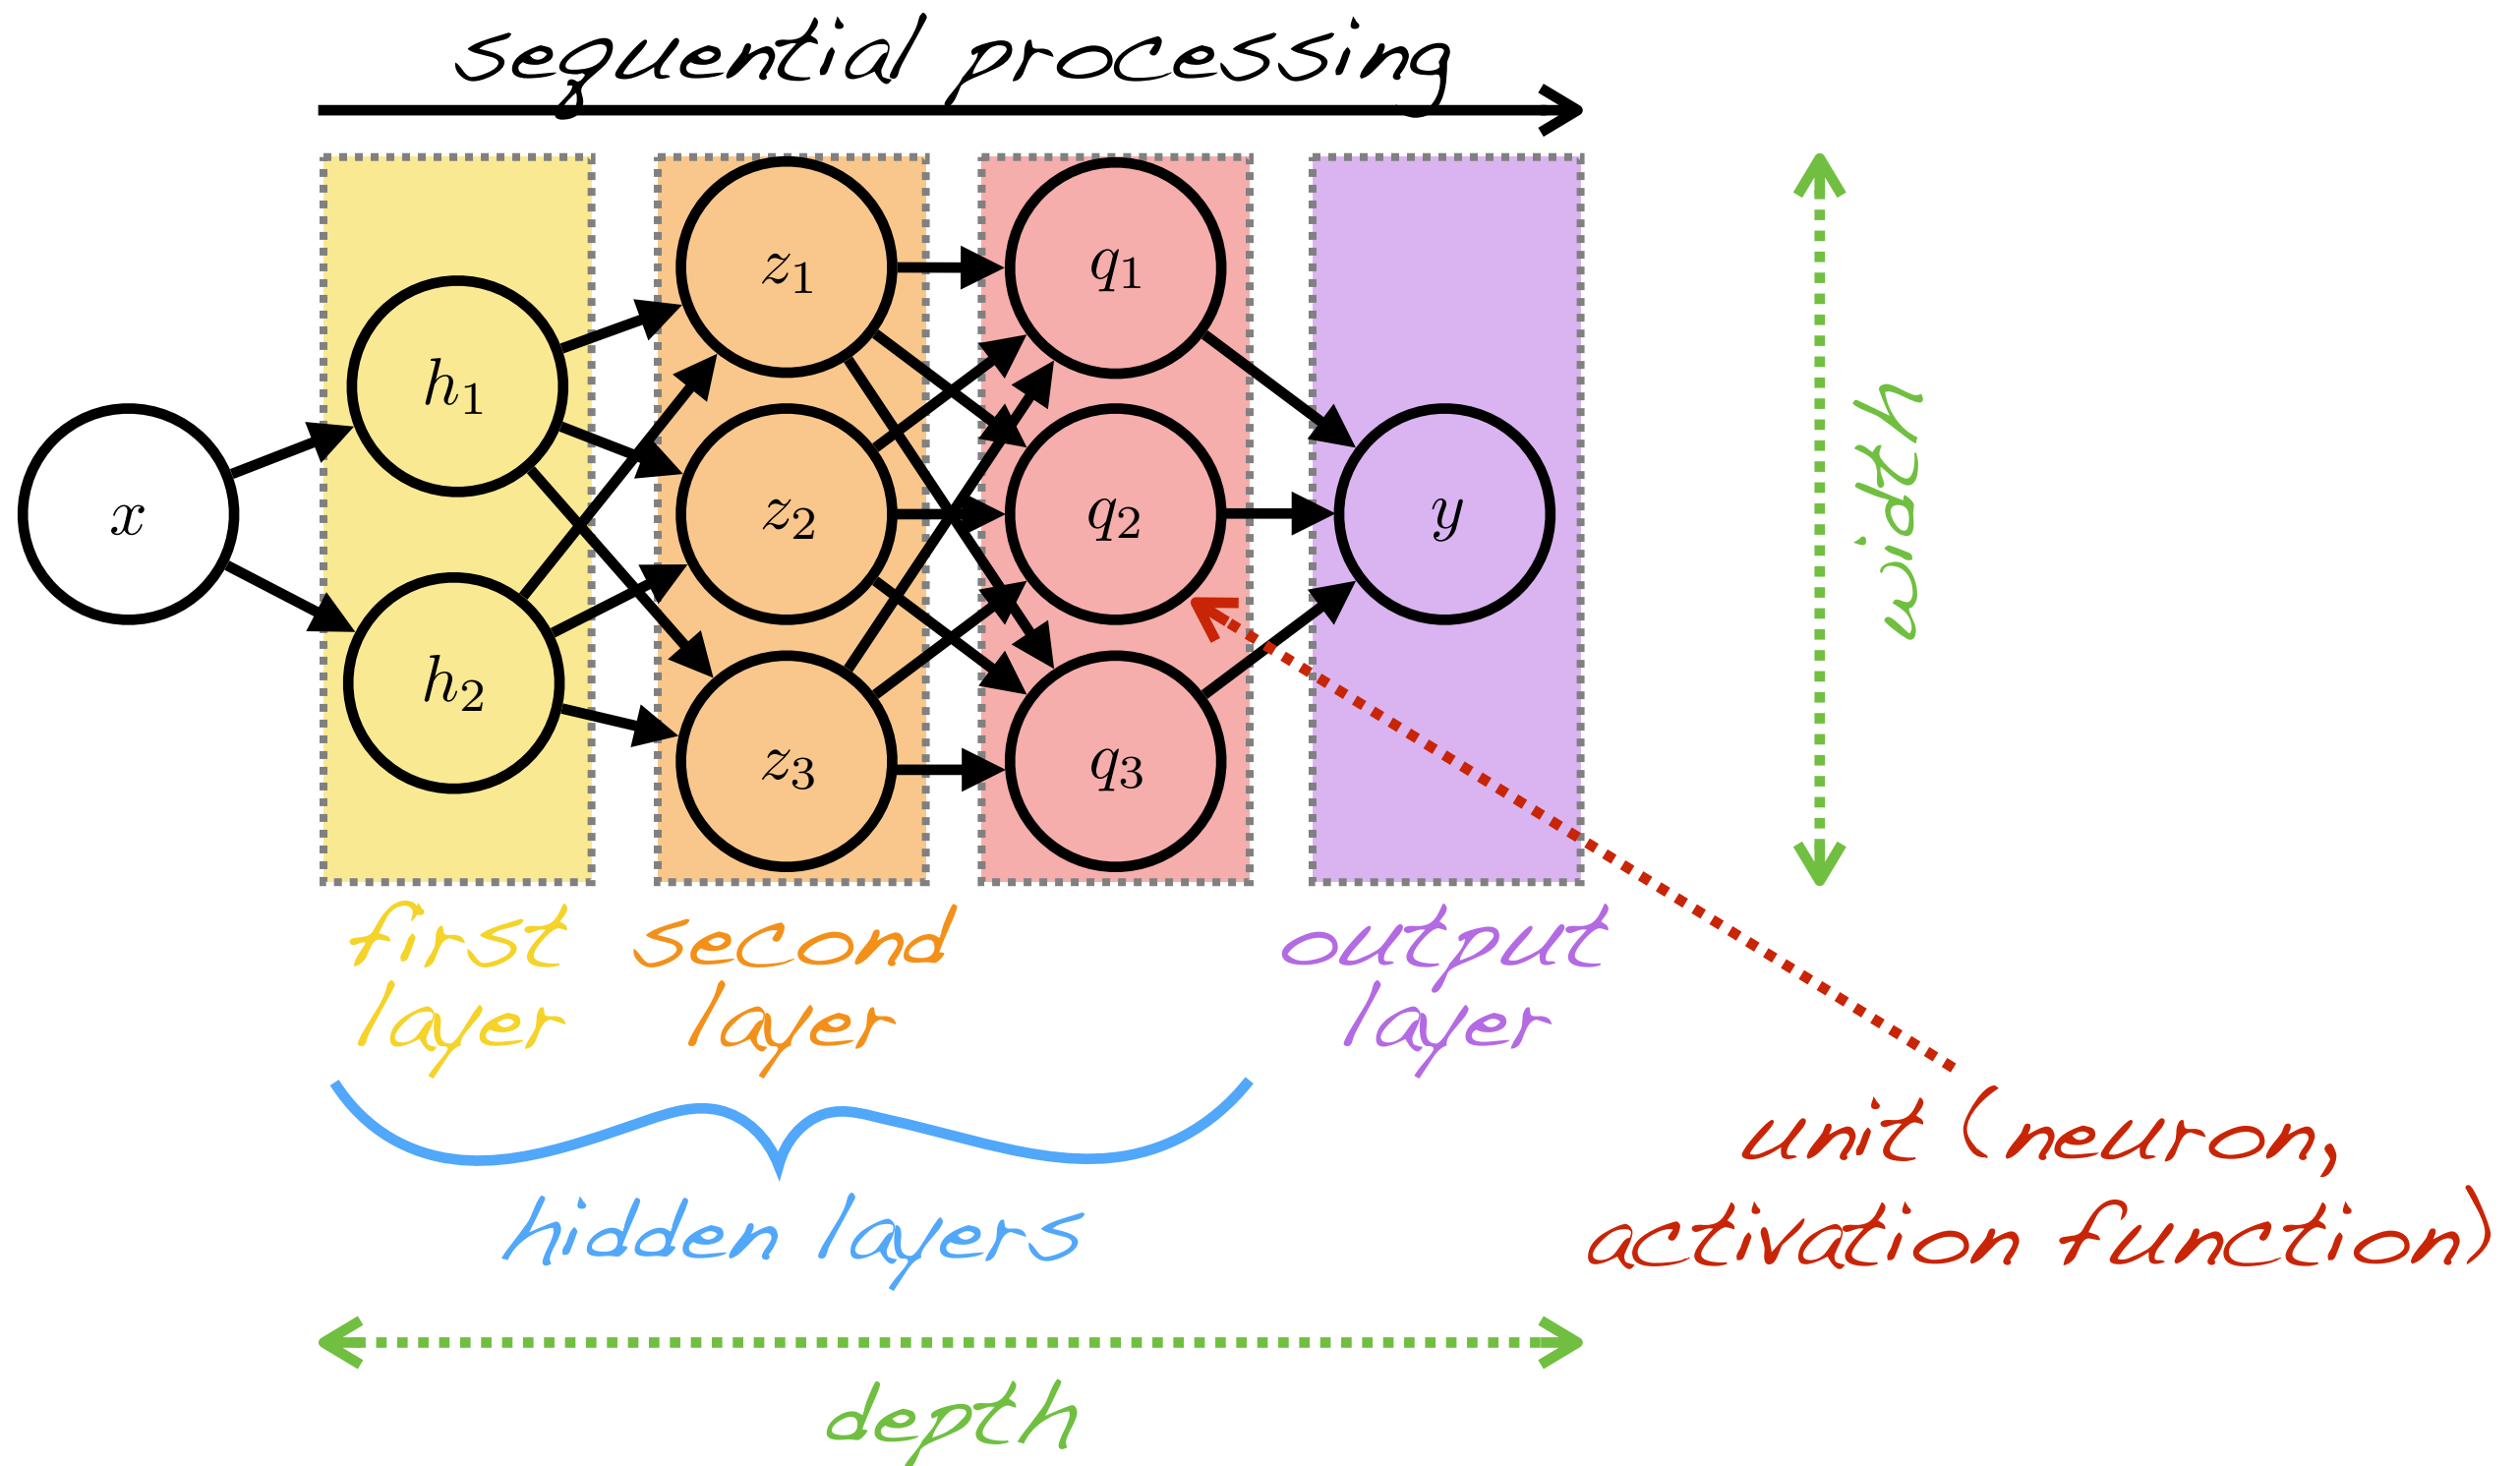 sequential processing
x
h1
h2
z1
z2
z3
q1
q2
q3
y
width
first
layer
second
layer
output
layer
hidden layers
unit (neuron,
activation function)
depth